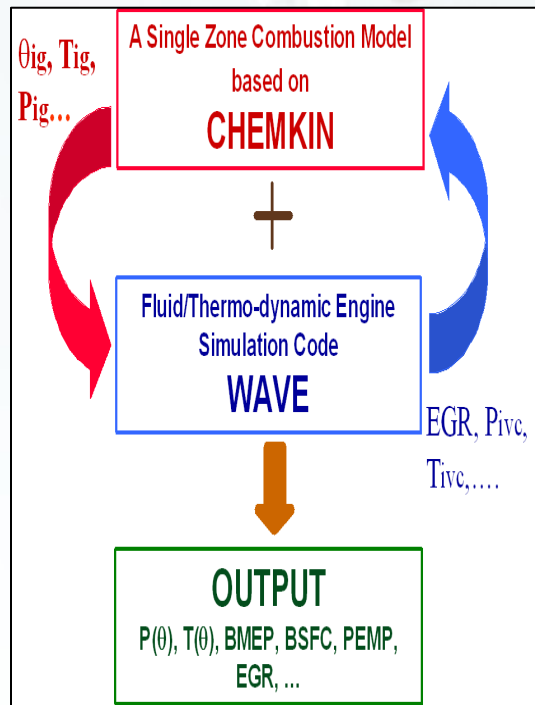 θig, Tig,
Pig...
A Single Zone Combustion Model
based on
CHEMKIN
+
Fluid/Thermo-dynamic Engine
Simulation Code
WAVE
EGR, Pivc,
Tivc,....
OUTPUT
P(θ), T(θ), BMEP, BSFC, PEMP,
EGR, ...